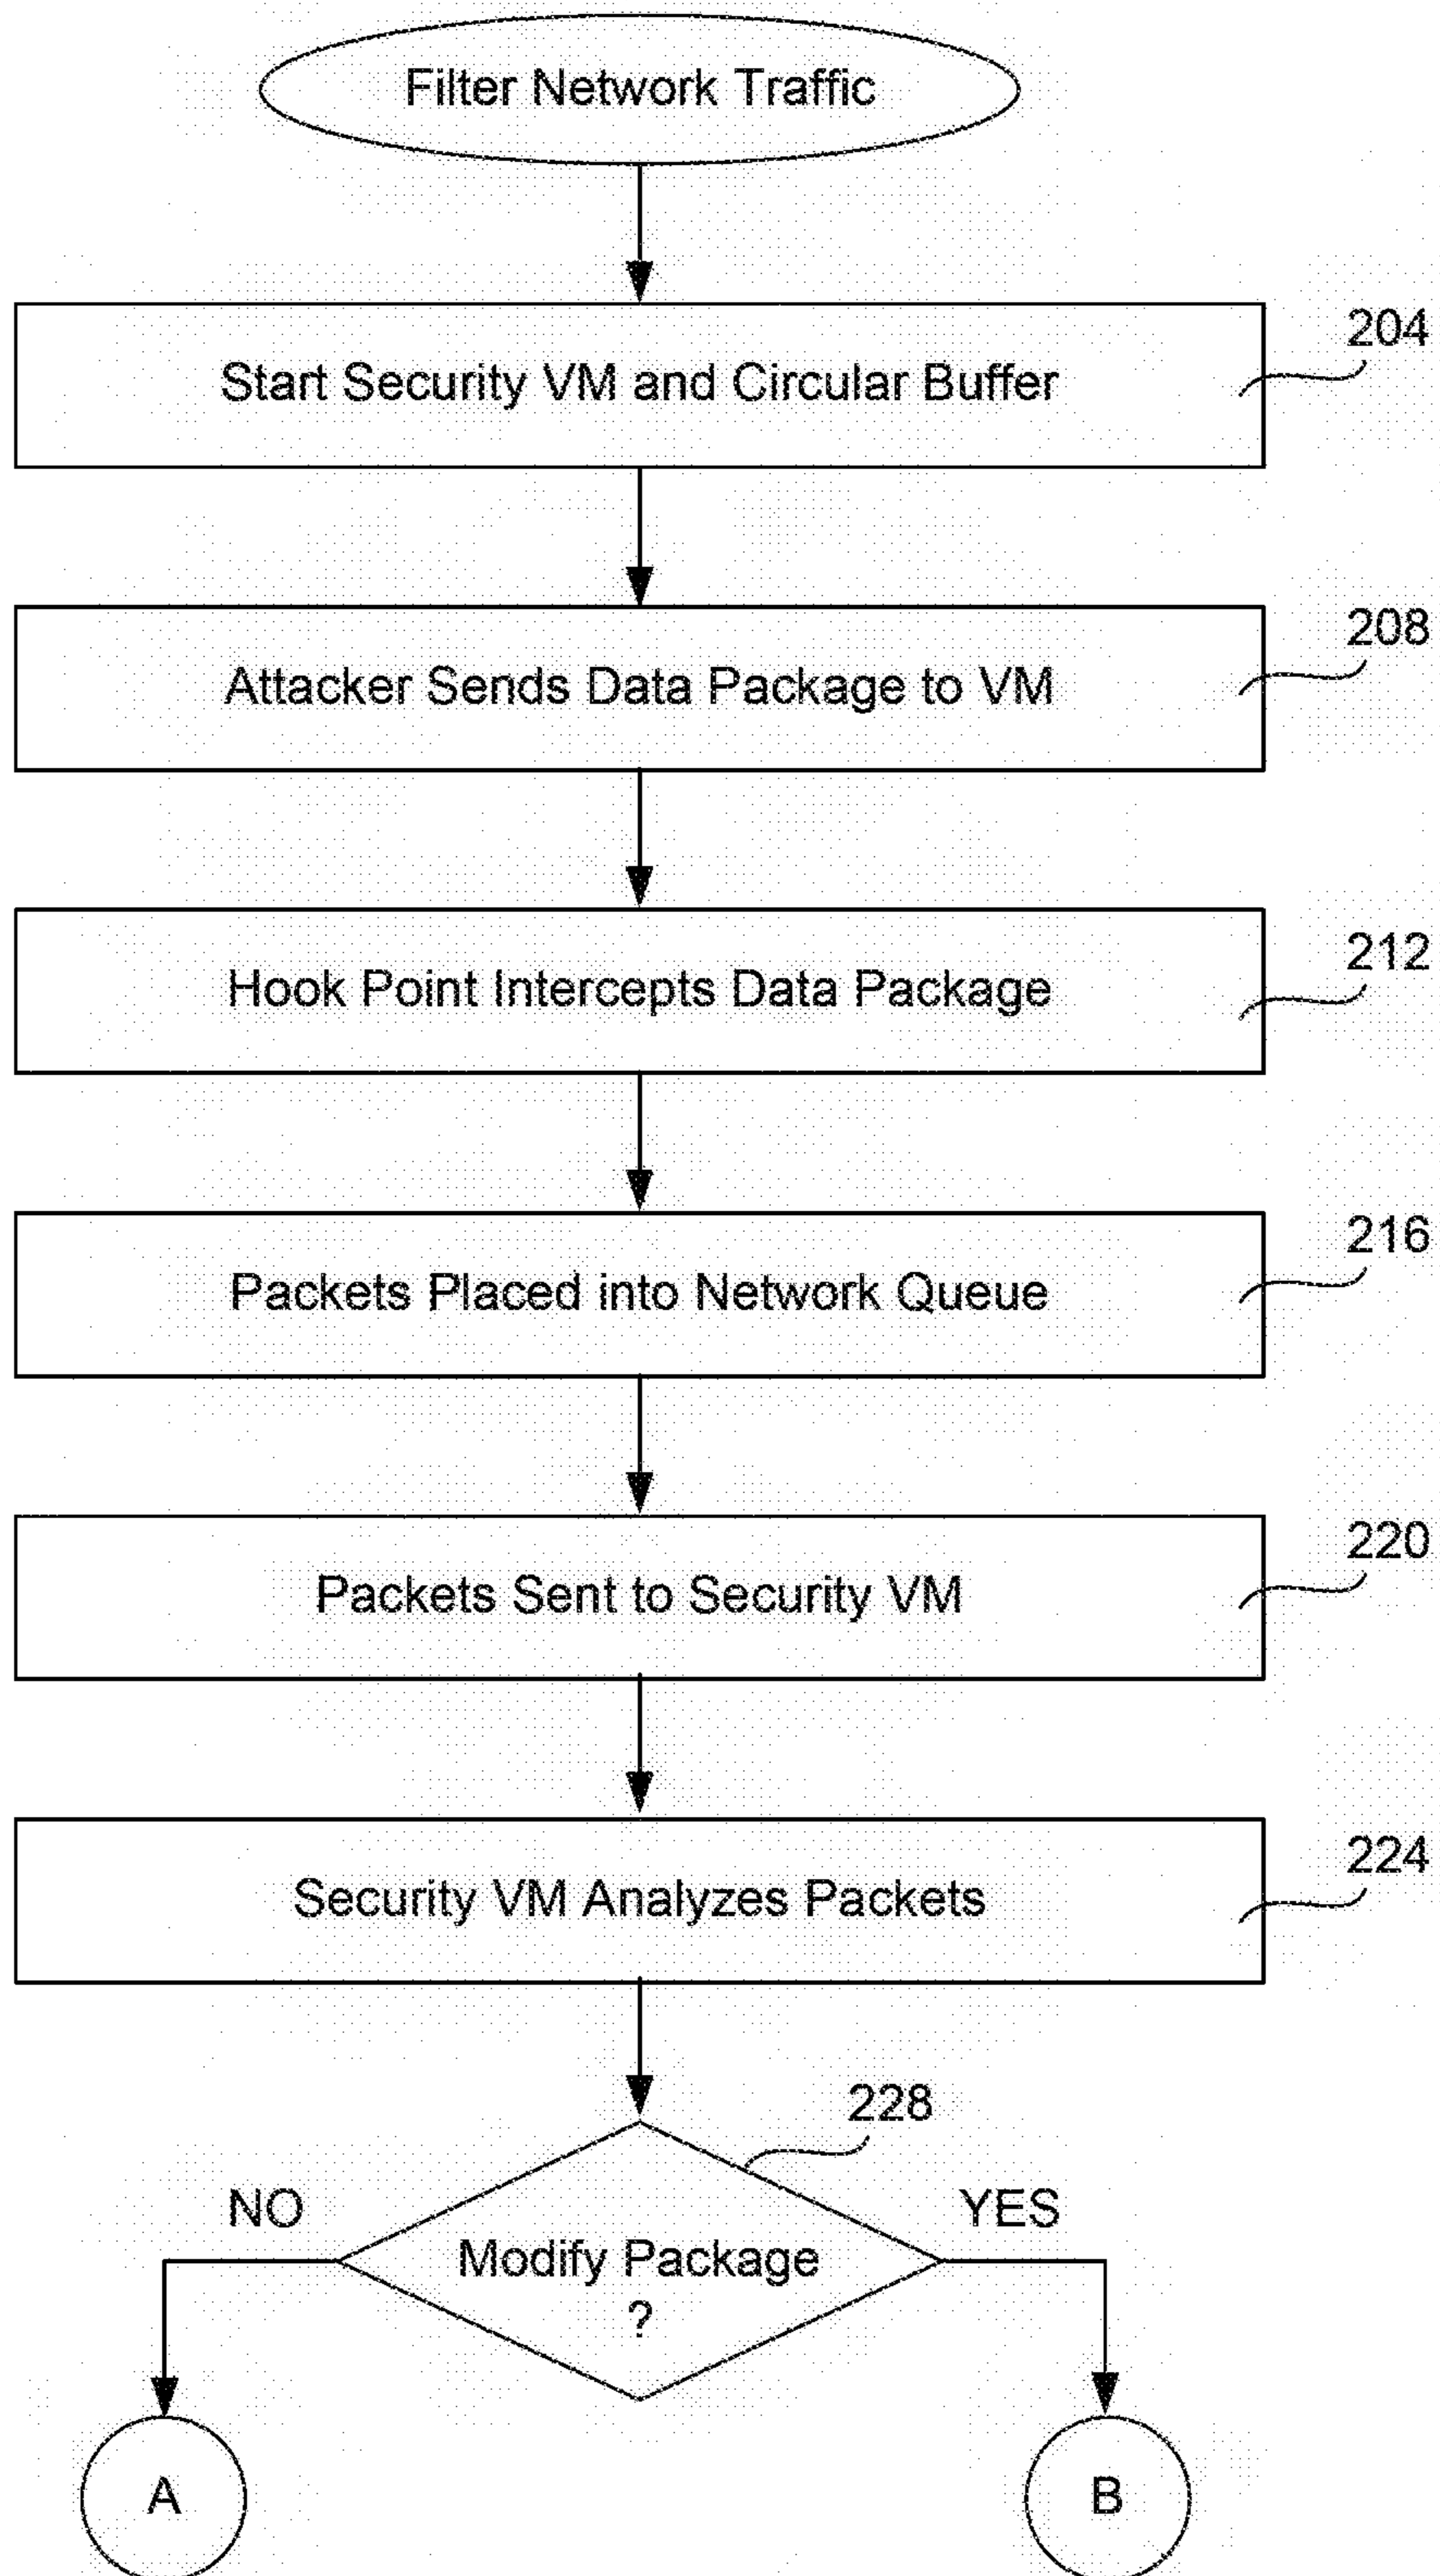 Filter Network Traffic
204
Start Security VM and Circular Buffer
208
Attacker Sends Data Package to VM
212
Hook Point Intercepts Data Package
216
Packets Placed into Network Queue
220
Packets Sent to Security VM
224
Security VM Analyzes Packets
228
NO
YES
Modify Package
?
A
B